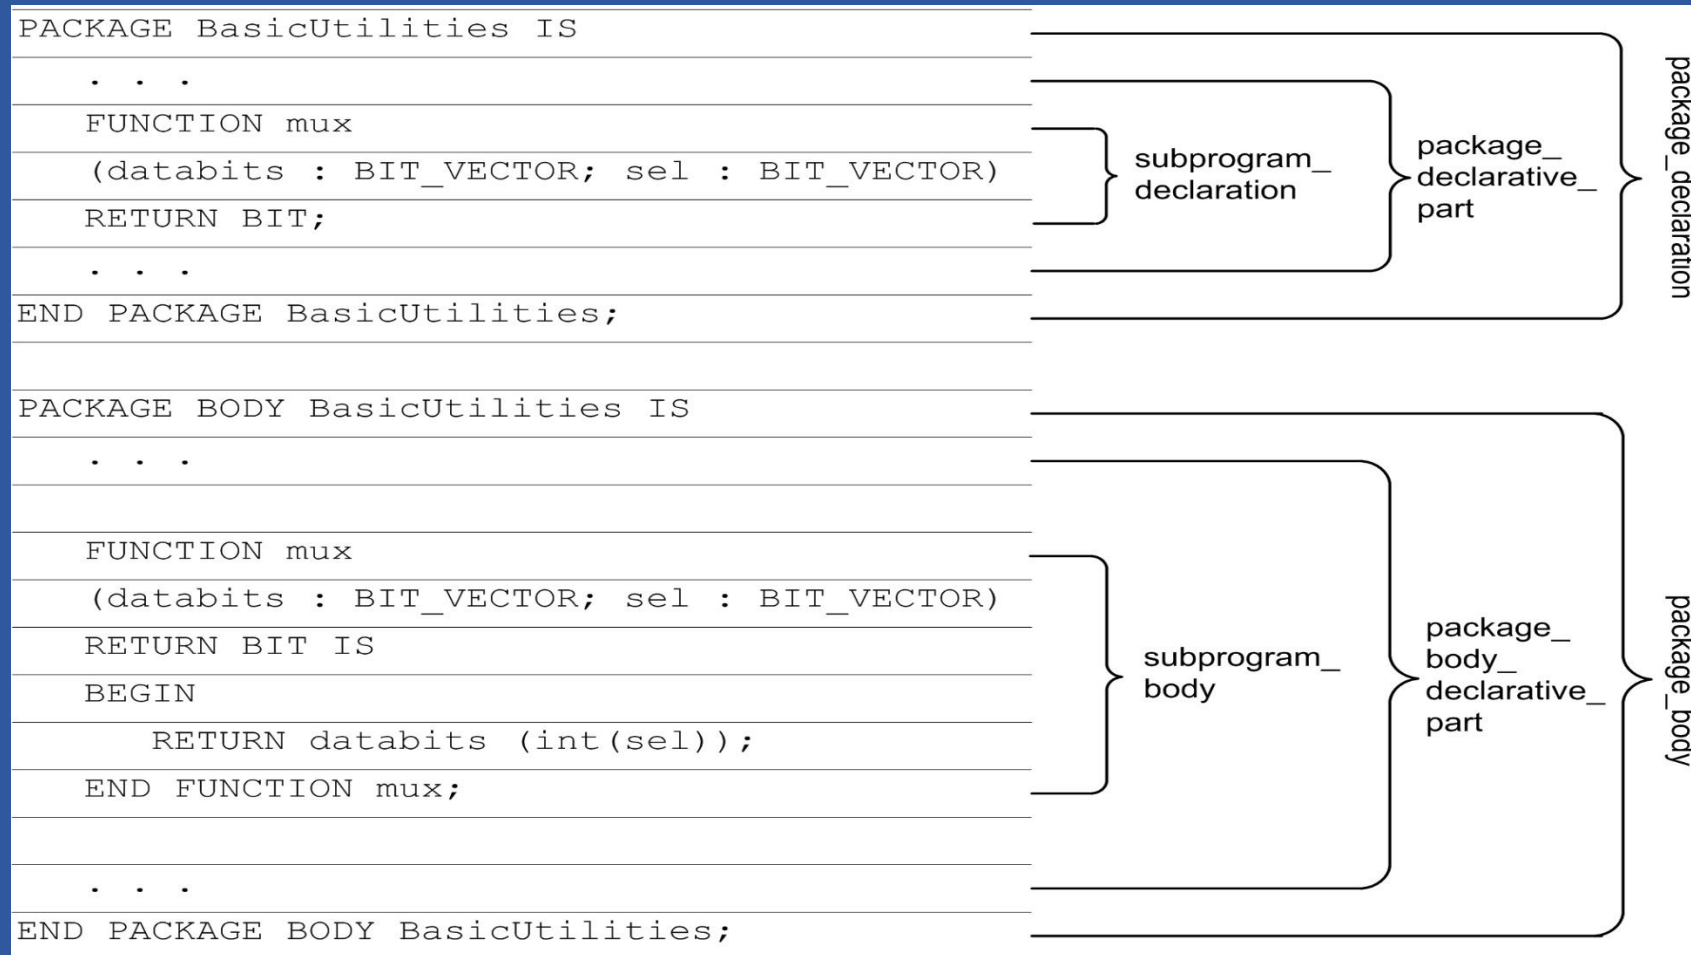 PACKAGE BasicUtilities IS
. . .
FUNCTION mux
(databits : BIT_VECTOR; sel : BIT_VECTOR)
RETURN BIT;
. . .
END PACKAGE BasicUtilities;
subprogram_
declaration
package_
declarative_
part
package_declaration
PACKAGE BODY BasicUtilities IS
. . .
FUNCTION mux
(databits : BIT_VECTOR; sel : BIT_VECTOR)
RETURN BIT IS
BEGIN
RETURN databits (int(sel));
END FUNCTION mux;
. . .
END PACKAGE BODY BasicUtilities;
subprogram_
body
package_
body_
declarative_
part
package_body